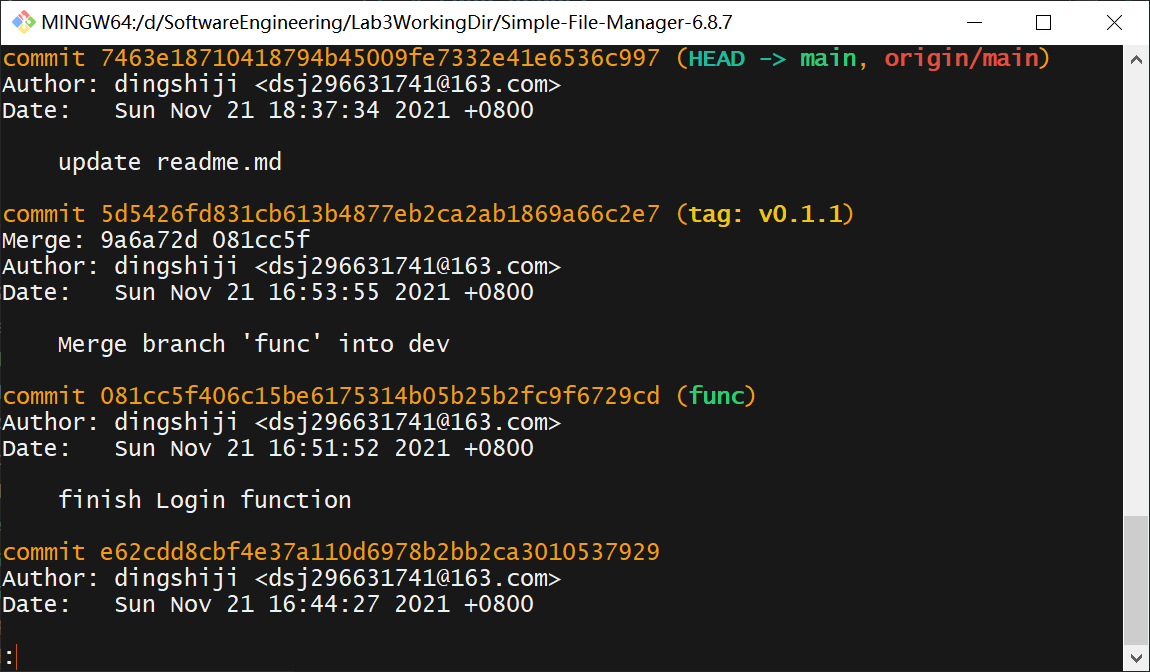 MINGW64:/d/SoftwareEngineering/Lab3WorkingDir/Simple-File-Manager-6.8.7
commit 7463e18710418794b45009fe7332e41e6536c997 (HEAD -> main, origin/main)
Author: dingshiji <dsj296631741@163.com>
Date:   Sun Nov 21 18:37:34 2021 +0800
    update readme.md
commit 5d5426fd831cb613b4877eb2ca2ab1869a66c2e7 (tag: v0.1.1)
Merge: 9a6a72d 081cc5f
Author: dingshiji <dsj296631741@163.com>
Date:   Sun Nov 21 16:53:55 2021 +0800
    Merge branch 'func' into dev
commit 081cc5f406c15be6175314b05b25b2fc9f6729cd (func)
Author: dingshiji <dsj296631741@163.com>
Date:   Sun Nov 21 16:51:52 2021 +0800
    finish Login function
commit e62cdd8cbf4e37a110d6978b2bb2ca3010537929
Author: dingshiji <dsj296631741@163.com>
Date:   Sun Nov 21 16:44:27 2021 +0800
: